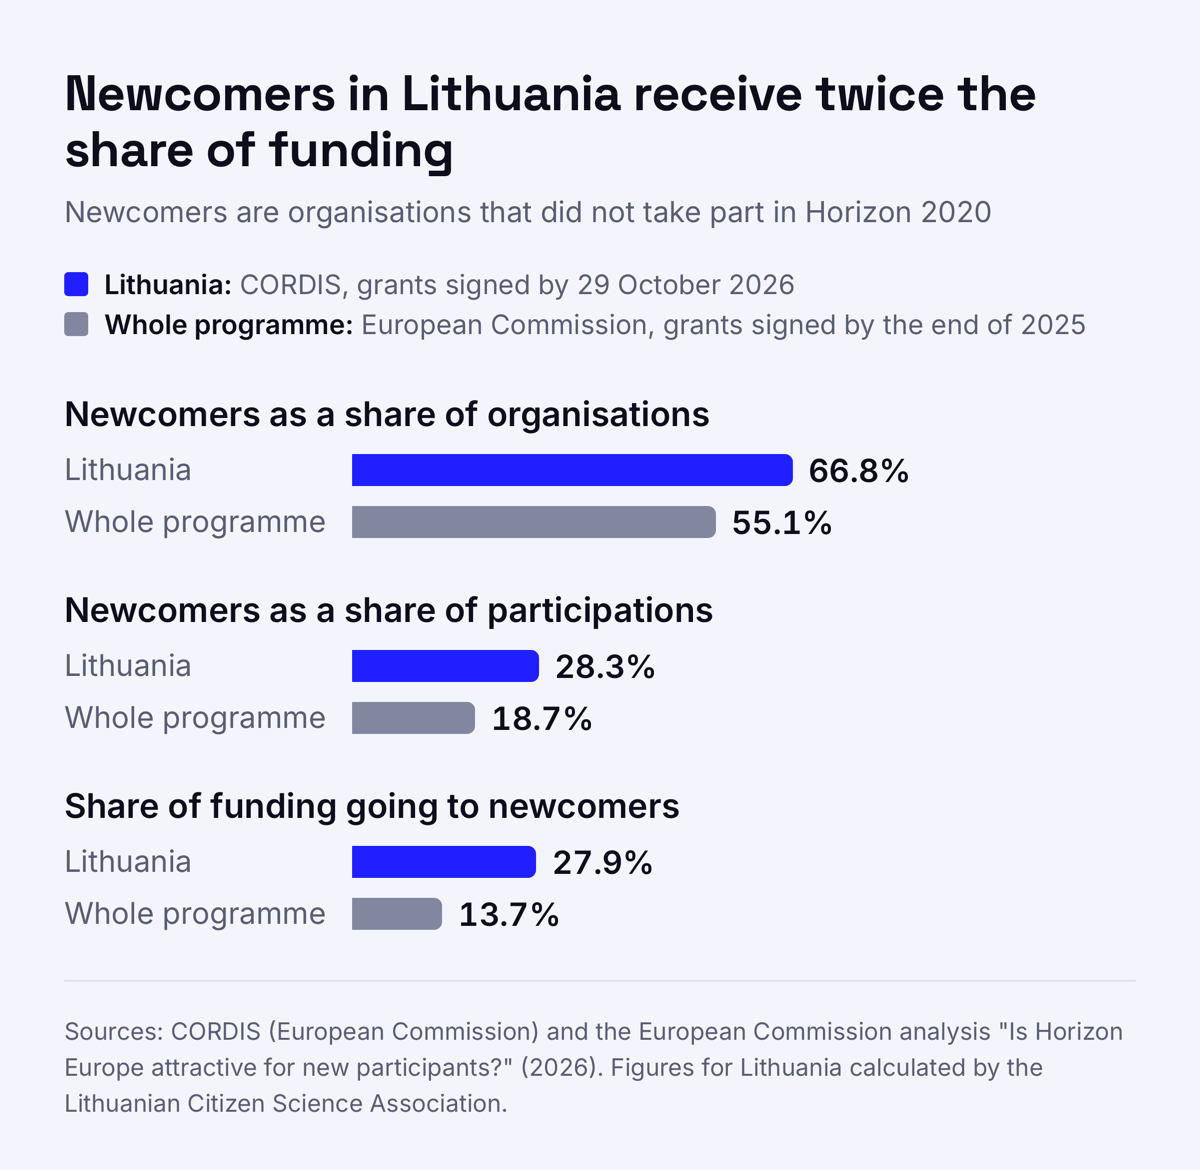 Newcomers in Lithuania receive twice the
share of funding
Newcomers are organisations that did not take part in Horizon 2020
Lithuania: CORDIS, grants signed by 29 October 2026
Whole programme: European Commission, grants signed by the end of 2025
Newcomers as a share of organisations
Lithuania 66.8%
Whole programme 55.1%
Newcomers as a share of participations
Lithuania 28.3%
Whole programme 18.7%
Share of funding going to newcomers
Lithuania 27.9%
Whole programme 13.7%
Sources: CORDIS (European Commission) and the European Commission analysis "Is Horizon
Europe attractive for new participants?" (2026). Figures for Lithuania calculated by the
Lithuanian Citizen Science Association.